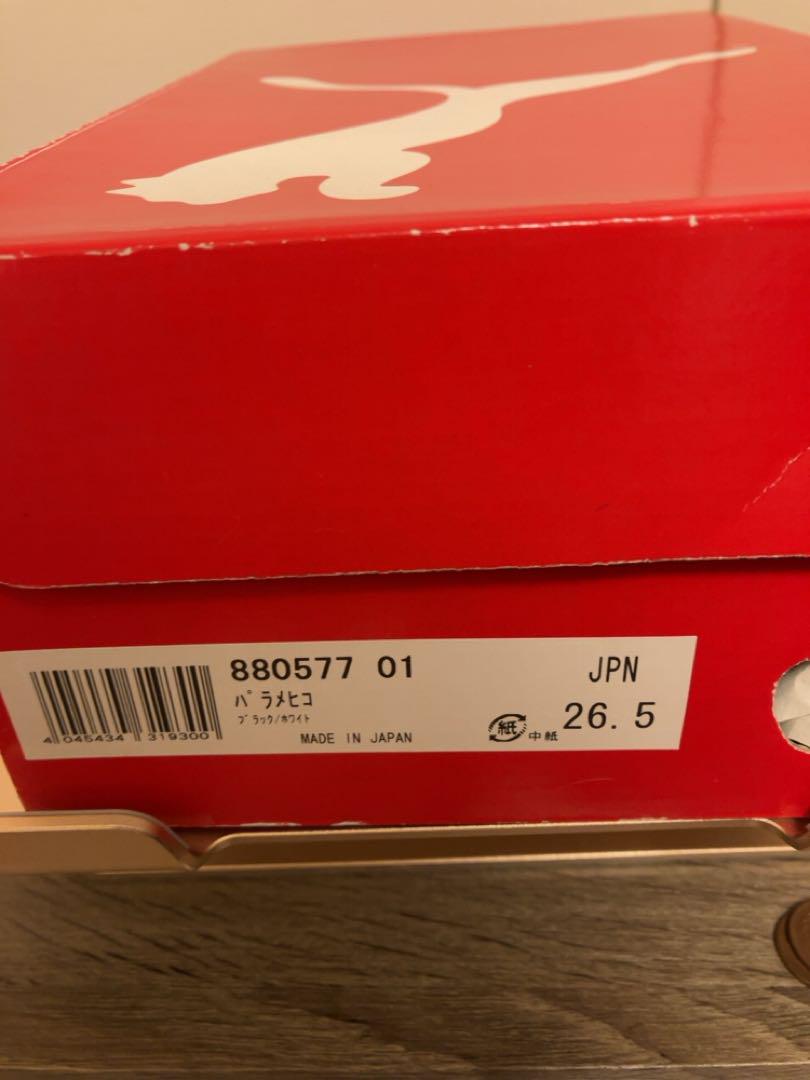 880577 01
パラメヒコ
ブラック/ホワイト
4 045434 319300
MADE IN JAPAN
JPN
26.5
紙 中紙